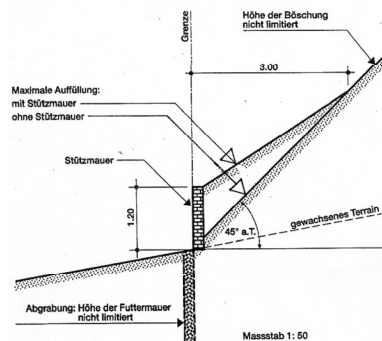 Grenze
Höhe der Böschung
nicht limitiert
3.00
Maximale Auffüllung:
mit Stützmauer
ohne Stützmauer
Stützmauer
1.20
gewachsenes Terrain
45° a.T.
Abgrabung: Höhe der Futtermauer
nicht limitiert
Massstab 1: 50